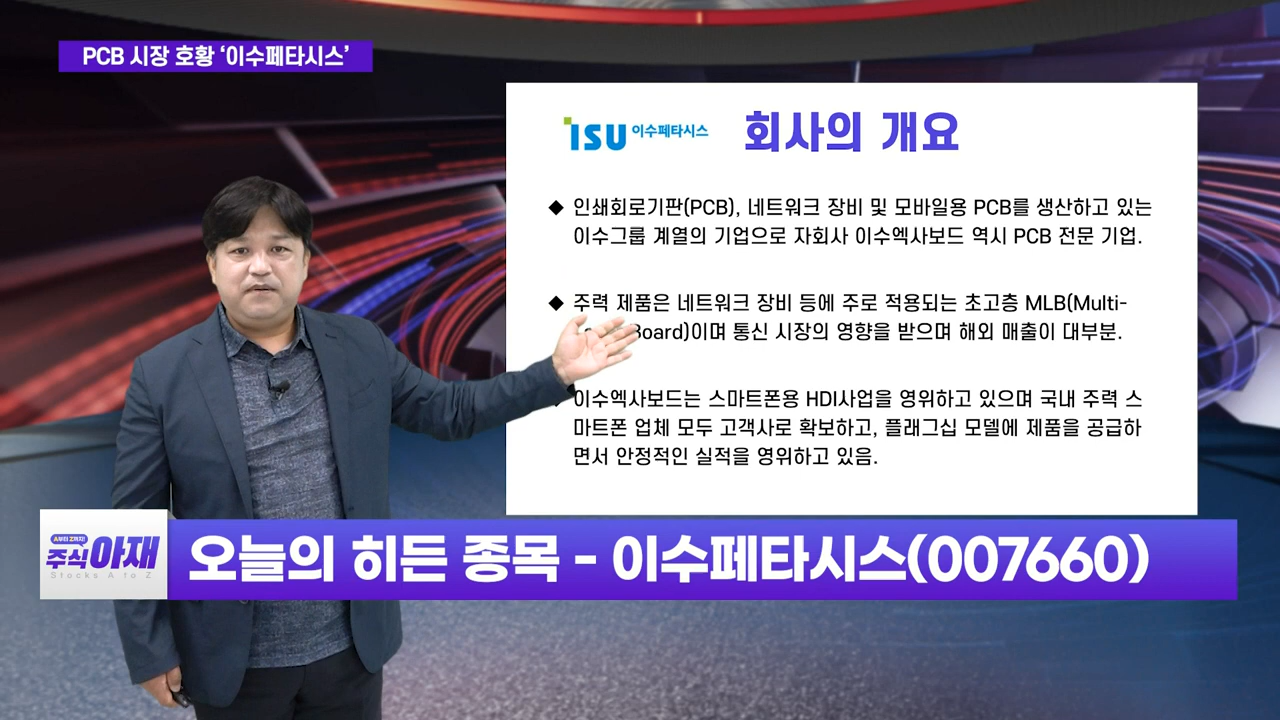 PCB 시장 호황 ‘이수페타시스’
ISU 이수페타시스 회사의 개요
◆ 인쇄회로기판(PCB), 네트워크 장비 및 모바일용 PCB를 생산하고 있는
이수그룹 계열의 기업으로 자회사 이수엑사보드 역시 PCB 전문 기업.
◆ 주력 제품은 네트워크 장비 등에 주로 적용되는 초고층 MLB(Multi-
Board)이며 통신 시장의 영향을 받으며 해외 매출이 대부분.
이수엑사보드는 스마트폰용 HDI사업을 영위하고 있으며 국내 주력 스
마트폰 업체 모두 고객사로 확보하고, 플래그십 모델에 제품을 공급하
면서 안정적인 실적을 영위하고 있음.
A부터 Z까지!
주식아재
Stocks A to Z
오늘의 히든 종목 - 이수페타시스(007660)